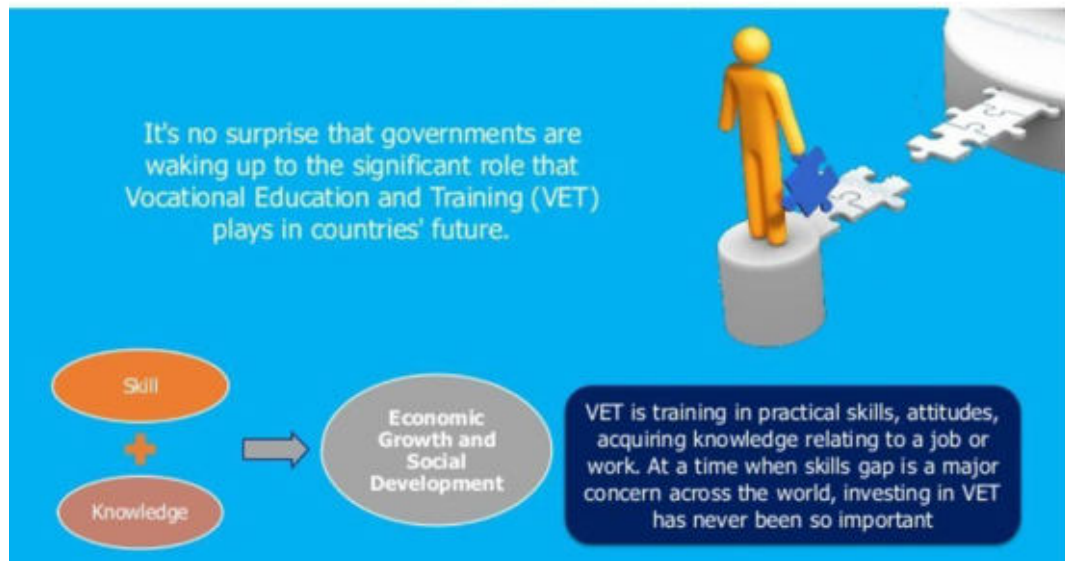 It's no surprise that governments are
waking up to the significant role that
Vocational Education and Training (VET)
plays in countries' future.
Skill
Knowledge
Economic
Growth and
Social
Development
VET is training in practical skills, attitudes,
acquiring knowledge relating to a job or
work. At a time when skills gap is a major
concern across the world, investing in VET
has never been so important